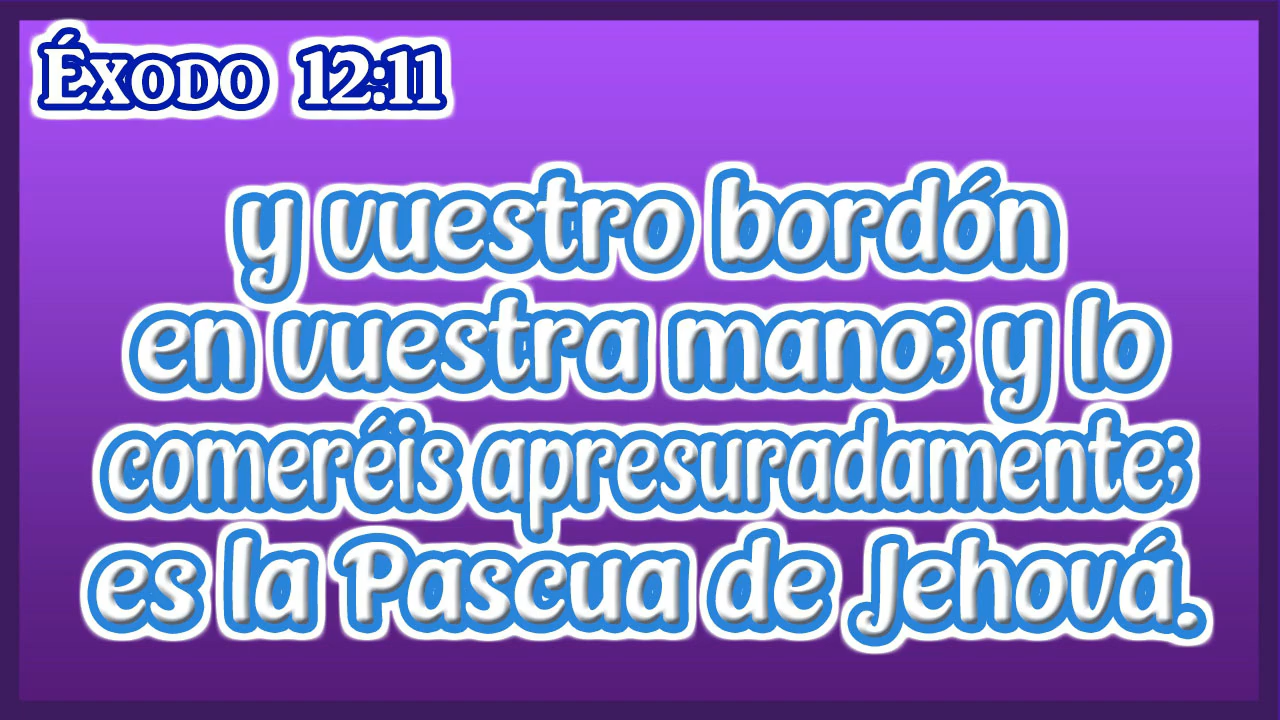 Éxodo 12:11
y vuestro bordón
en vuestra mano; y lo
comeréis apresuradamente;
es la Pascua de Jehová.